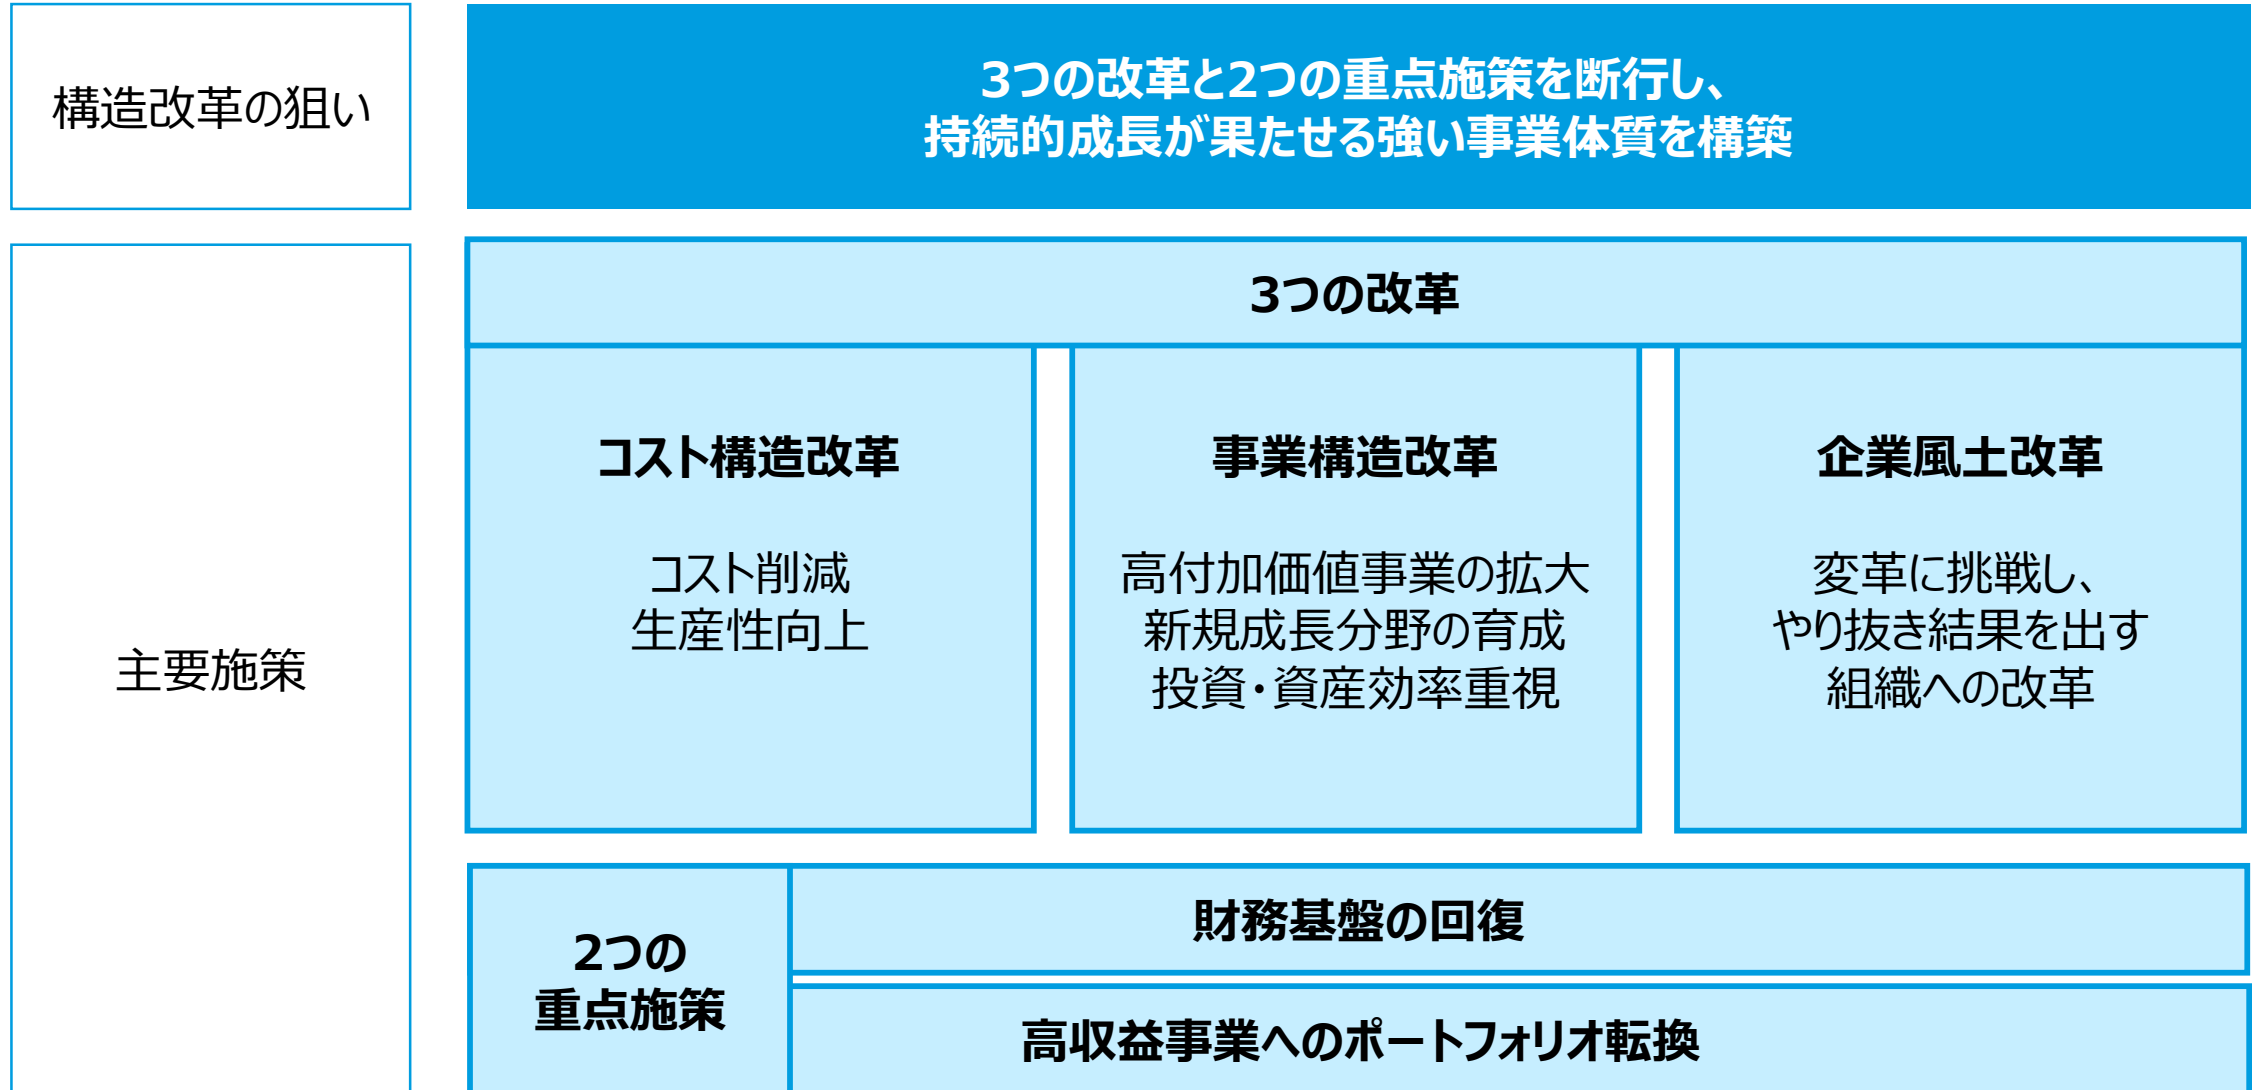 構造改革の狙い
3つの改革と2つの重点施策を断行し、
持続的成長が果たせる強い事業体質を構築
主要施策
3つの改革
コスト構造改革
コスト削減
生産性向上
事業構造改革
高付加価値事業の拡大
新規成長分野の育成
投資・資産効率重視
企業風土改革
変革に挑戦し、
やり抜き結果を出す
組織への改革
2つの
重点施策
財務基盤の回復
高収益事業へのポートフォリオ転換